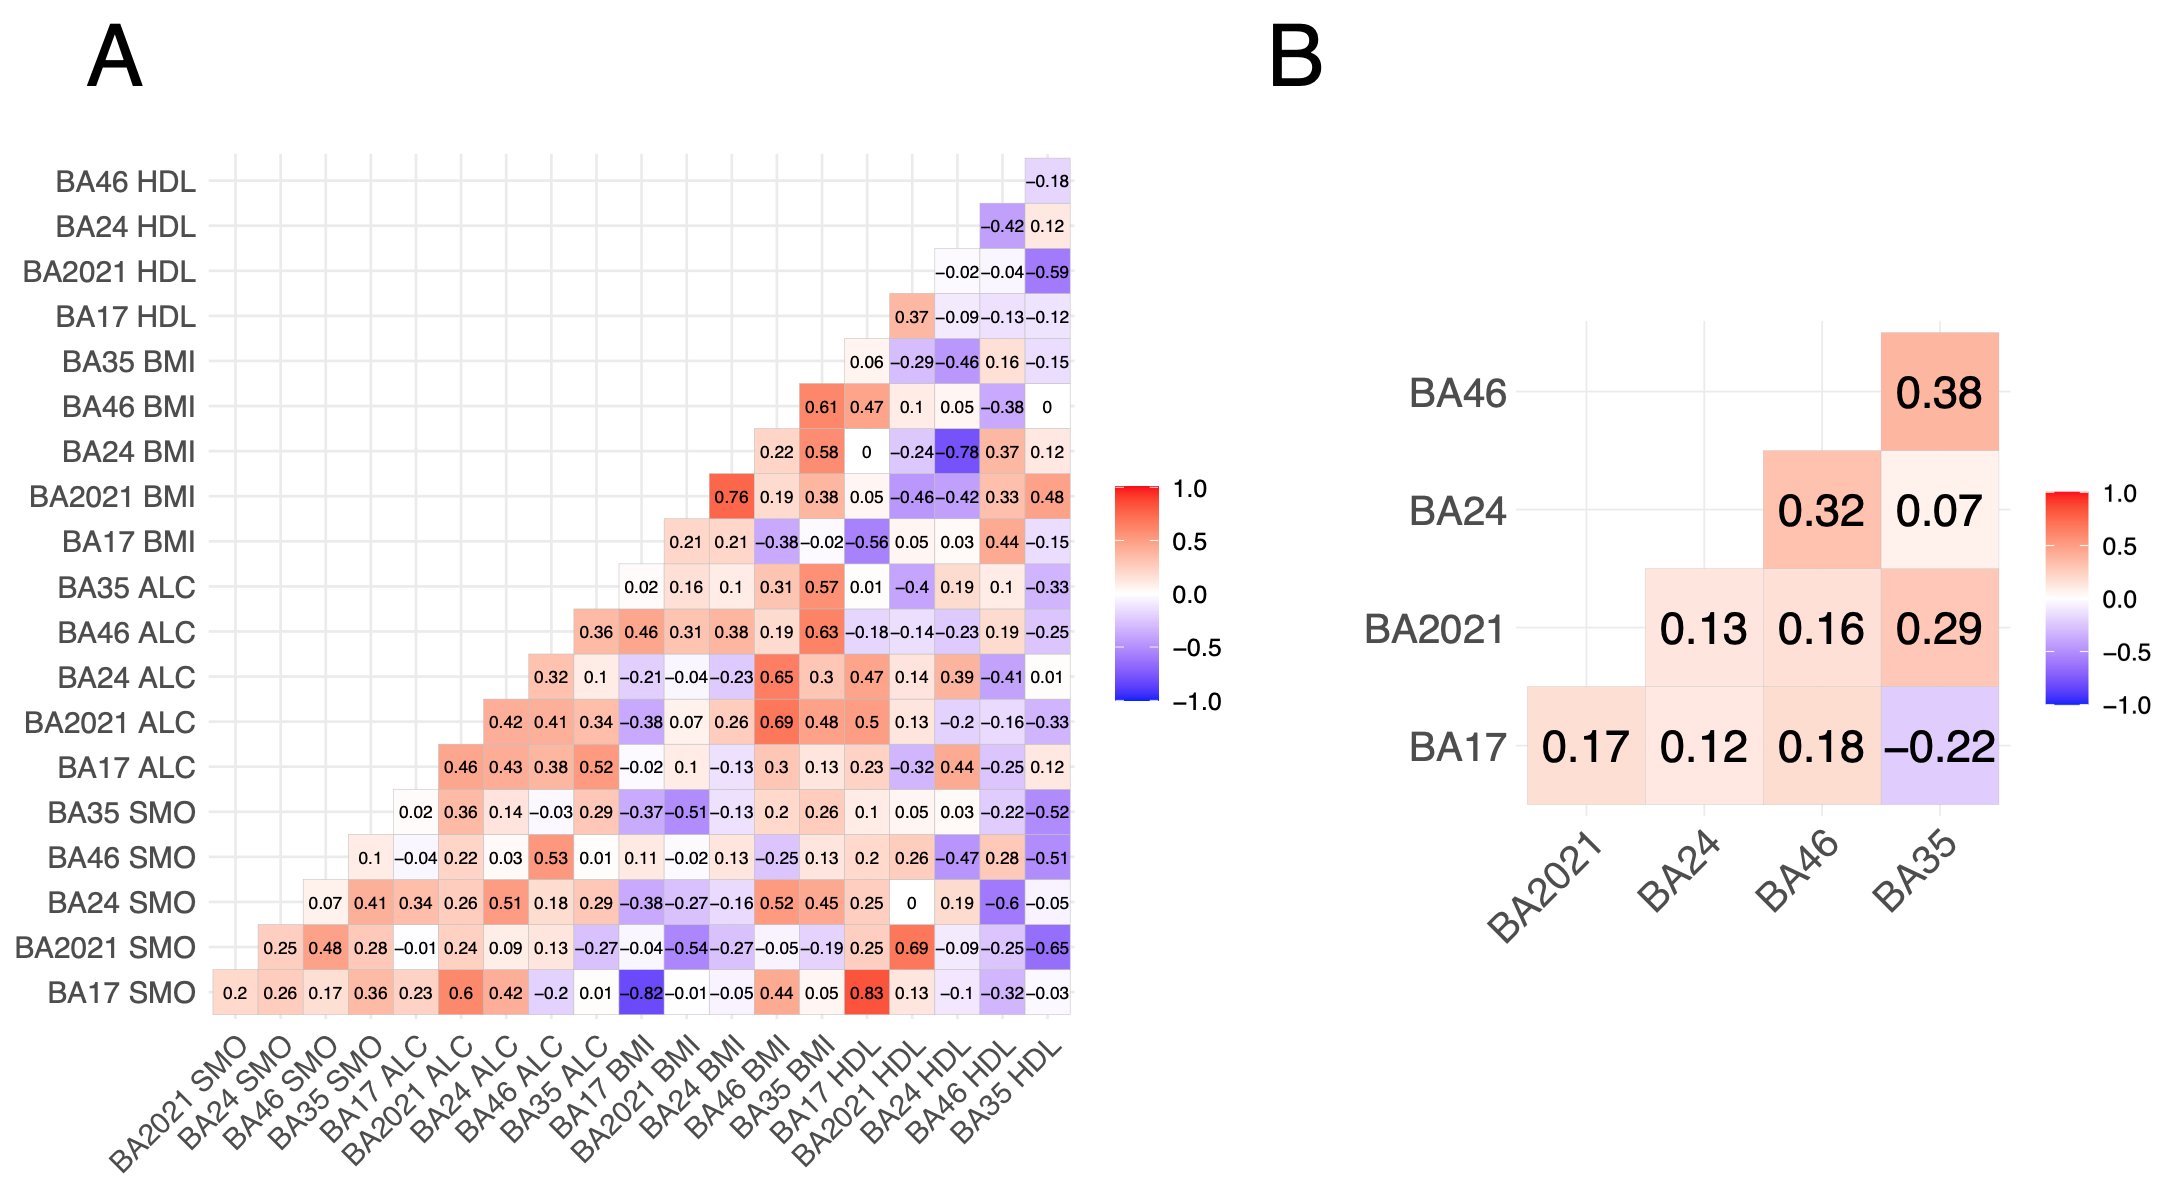 A
B
BA46 HDL −0.18
BA24 HDL −0.42 0.12
BA2021 HDL −0.02 −0.04 −0.59
BA17 HDL 0.37 −0.09 −0.13 −0.12
BA35 BMI 0.06 −0.29 −0.46 0.16 −0.15
BA46 BMI 0.61 0.47 0.1 0.05 −0.38 0
BA24 BMI 0.22 0.58 0 −0.24 −0.78 0.37 0.12
BA2021 BMI 0.76 0.19 0.38 0.05 −0.46 −0.42 0.33 0.48
BA17 BMI 0.21 0.21 −0.38 −0.02 −0.56 0.05 0.03 0.44 −0.15
BA35 ALC 0.02 0.16 0.1 0.31 0.57 0.01 −0.4 0.19 0.1 −0.33
BA46 ALC 0.36 0.46 0.31 0.38 0.19 0.63 −0.18 −0.14 −0.23 0.19 −0.25
BA24 ALC 0.32 0.1 −0.21 −0.04 −0.23 0.65 0.3 0.47 0.14 0.39 −0.41 0.01
BA2021 ALC 0.42 0.41 0.34 −0.38 0.07 0.26 0.69 0.48 0.5 0.13 −0.2 −0.16 −0.33
BA17 ALC 0.46 0.43 0.38 0.52 −0.02 0.1 −0.13 0.3 0.13 0.23 −0.32 0.44 −0.25 0.12
BA35 SMO 0.02 0.36 0.14 −0.03 0.29 −0.37 −0.51 −0.13 0.2 0.26 0.1 0.05 0.03 −0.22 −0.52
BA46 SMO 0.1 −0.04 0.22 0.03 0.53 0.01 0.11 −0.02 0.13 −0.25 0.13 0.2 0.26 −0.47 0.28 −0.51
BA24 SMO 0.07 0.41 0.34 0.26 0.51 0.18 0.29 −0.38 −0.27 −0.16 0.52 0.45 0.25 0 0.19 −0.6 −0.05
BA2021 SMO 0.25 0.48 0.28 −0.01 0.24 0.09 0.13 −0.27 −0.04 −0.54 −0.27 −0.05 −0.19 0.25 0.69 −0.09 −0.25 −0.65
BA17 SMO 0.2 0.26 0.17 0.36 0.23 0.6 0.42 −0.2 0.01 −0.82 −0.01 −0.05 0.44 0.05 0.83 0.13 −0.1 −0.32 −0.03
BA2021 SMO
BA24 SMO
BA46 SMO
BA35 SMO
BA17 ALC
BA2021 ALC
BA24 ALC
BA46 ALC
BA35 ALC
BA17 BMI
BA2021 BMI
BA24 BMI
BA46 BMI
BA35 BMI
BA17 HDL
BA2021 HDL
BA24 HDL
BA46 HDL
BA35 HDL
1.0
0.5
0.0
−0.5
−1.0
BA46 0.38
BA24 0.32 0.07
BA2021 0.13 0.16 0.29
BA17 0.17 0.12 0.18 −0.22
BA2021
BA24
BA46
BA35
1.0
0.5
0.0
−0.5
−1.0